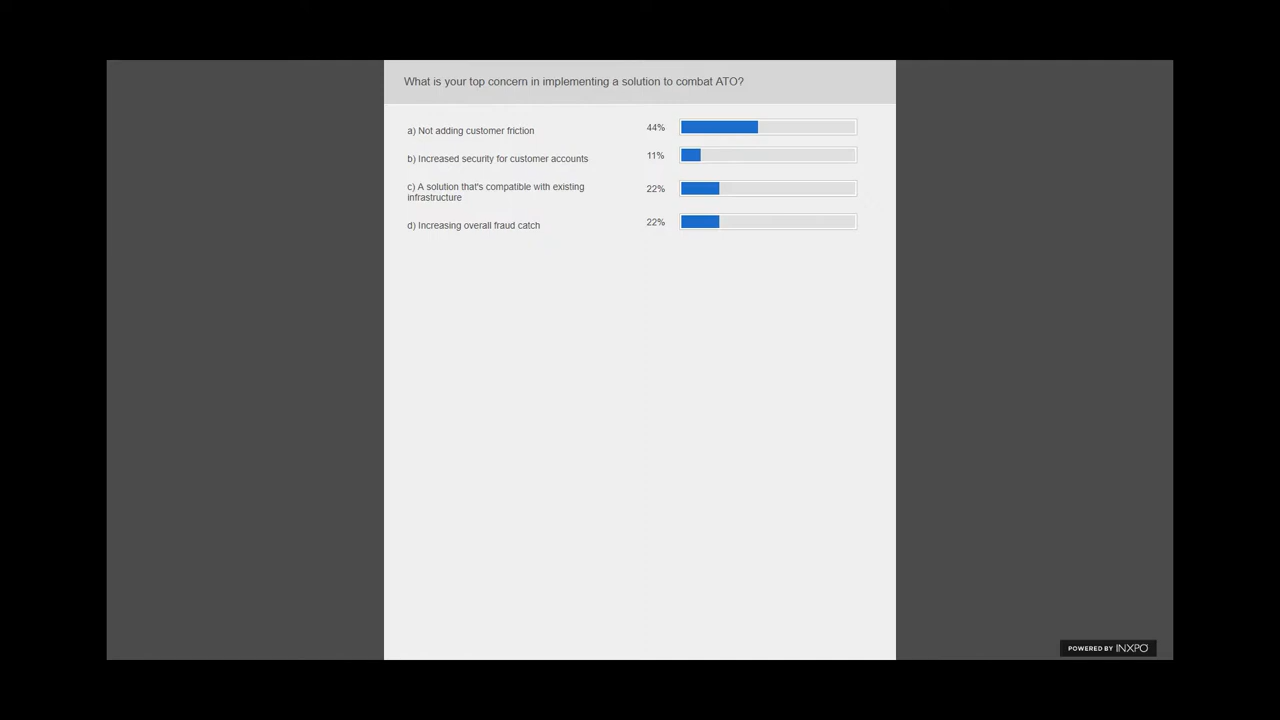 What is your top concern in implementing a solution to combat ATO?
a) Not adding customer friction 44%
b) Increased security for customer accounts 11%
c) A solution that's compatible with existing
infrastructure 22%
d) Increasing overall fraud catch 22%
POWERED BY INXPO